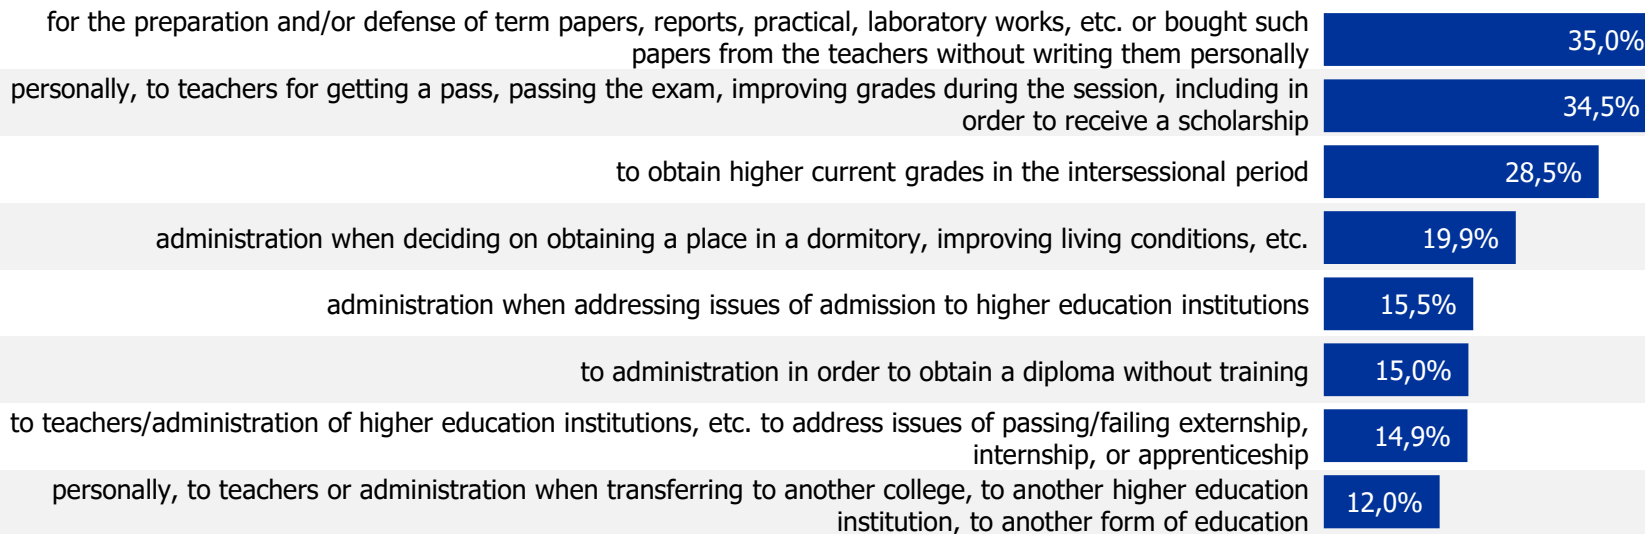 for the preparation and/or defense of term papers, reports, practical, laboratory works, etc. or bought such
papers from the teachers without writing them personally
35,0%
personally, to teachers for getting a pass, passing the exam, improving grades during the session, including in
order to receive a scholarship
34,5%
to obtain higher current grades in the intersessional period
28,5%
administration when deciding on obtaining a place in a dormitory, improving living conditions, etc.
19,9%
administration when addressing issues of admission to higher education institutions
15,5%
to administration in order to obtain a diploma without training
15,0%
to teachers/administration of higher education institutions, etc. to address issues of passing/failing externship,
internship, or apprenticeship
14,9%
personally, to teachers or administration when transferring to another college, to another higher education
institution, to another form of education
12,0%